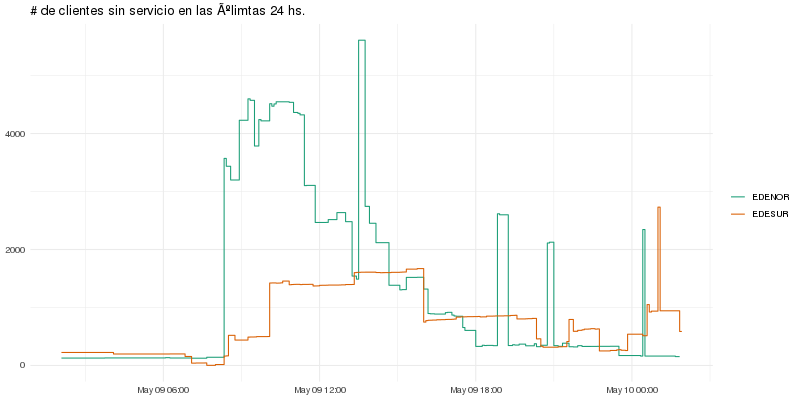 # de clientes sin servicio en las Ãºlimtas 24 hs.
4000
2000
0
May 09 06:00
May 09 12:00
May 09 18:00
May 10 00:00
EDENOR
EDESUR